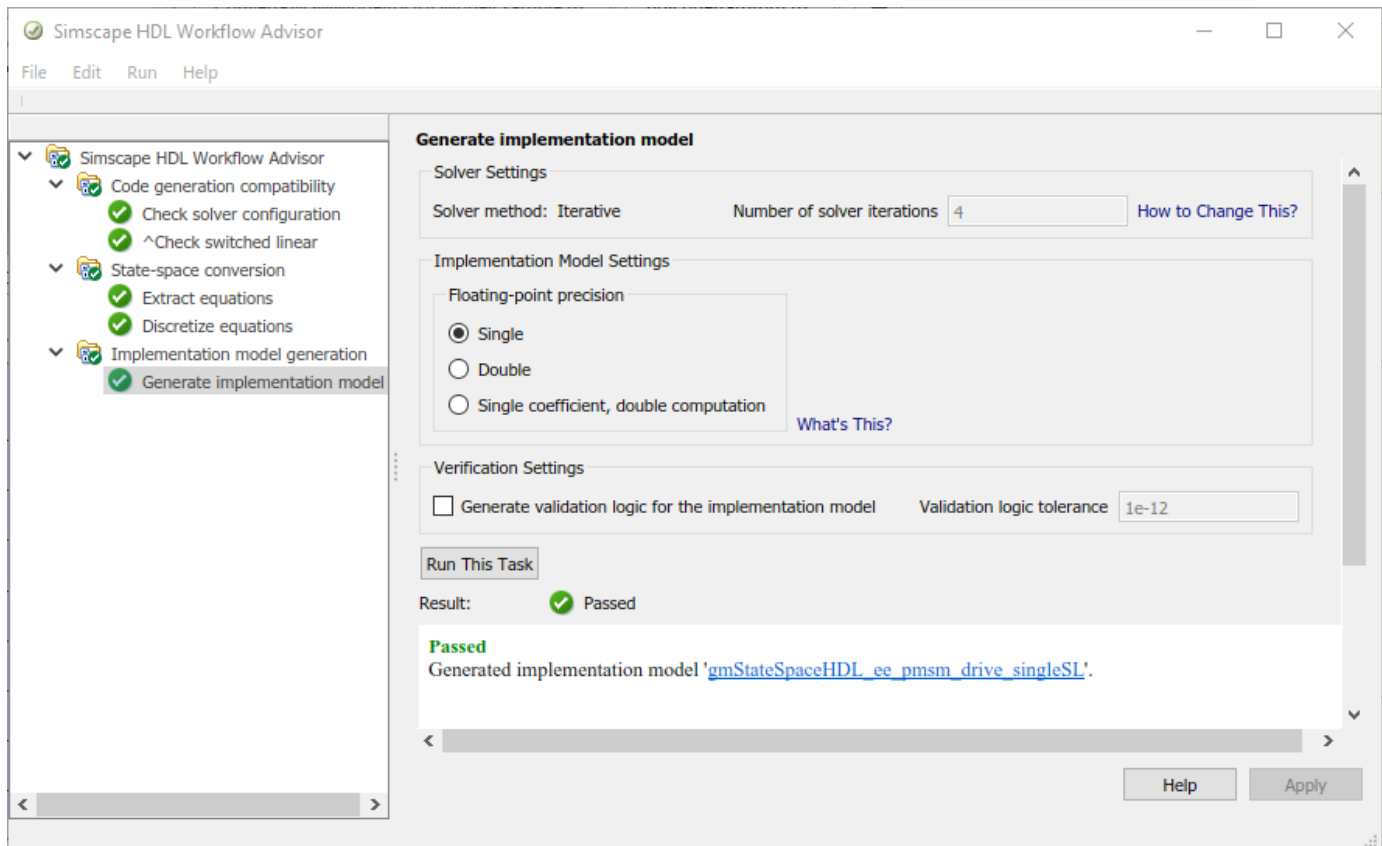 Simscape HDL Workflow Advisor
File Edit Run Help
Simscape HDL Workflow Advisor
Code generation compatibility
Check solver configuration
^Check switched linear
State-space conversion
Extract equations
Discretize equations
Implementation model generation
Generate implementation model
Generate implementation model
Solver Settings
Solver method: Iterative Number of solver iterations 4 How to Change This?
Implementation Model Settings
Floating-point precision
Single
Double
Single coefficient, double computation
What's This?
Verification Settings
Generate validation logic for the implementation model Validation logic tolerance 1e-12
Run This Task
Result: Passed
Passed
Generated implementation model 'gmStateSpaceHDL_ee_pmsm_drive_singleSL'.
Help Apply